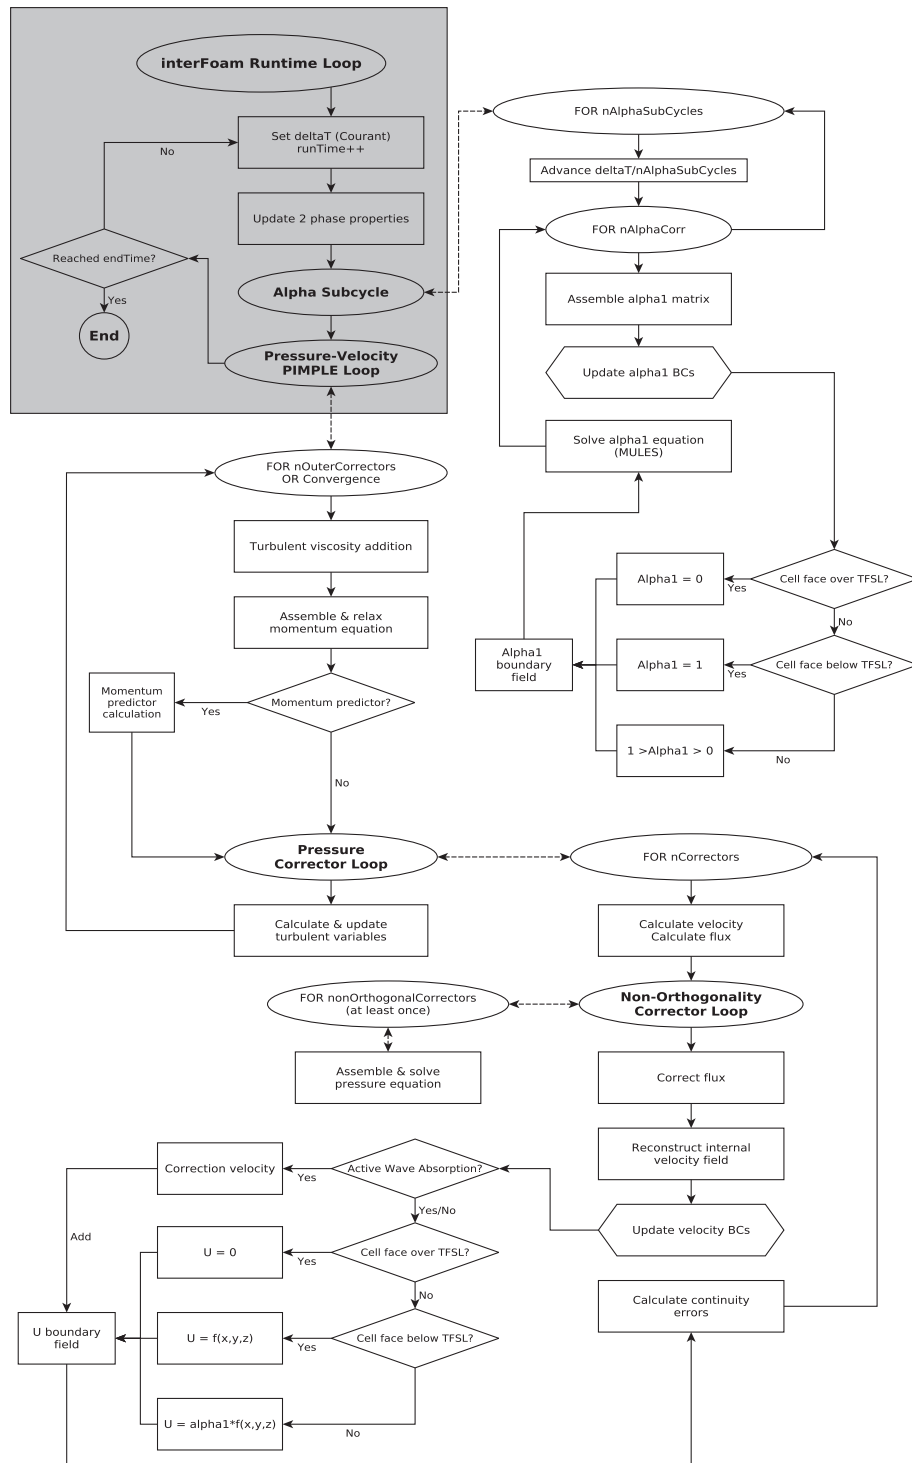 interFoam Runtime Loop
Set deltaT (Courant)
runTime++
No
Update 2 phase properties
Reached endTime?
Yes
End
Alpha Subcycle
Pressure-Velocity
PIMPLE Loop
FOR nAlphaSubCycles
Advance deltaT/nAlphaSubCycles
FOR nAlphaCorr
Assemble alpha1 matrix
Update alpha1 BCs
Solve alpha1 equation
(MULES)
Cell face over TFSL?
Yes
Alpha1 = 0
No
Cell face below TFSL?
Yes
Alpha1 = 1
Alpha1
boundary
field
1 >Alpha1 > 0
No
FOR nOuterCorrectors
OR Convergence
Turbulent viscosity addition
Assemble & relax
momentum equation
Momentum predictor?
Yes
Momentum
predictor
calculation
No
Pressure
Corrector Loop
Calculate & update
turbulent variables
FOR nCorrectors
Calculate velocity
Calculate flux
Non-Orthogonality
Corrector Loop
FOR nonOrthogonalCorrectors
(at least once)
Assemble & solve
pressure equation
Correct flux
Reconstruct internal
velocity field
Update velocity BCs
Active Wave Absorption?
Yes
Correction velocity
Add
Yes/No
Cell face over TFSL?
Yes
U = 0
No
Cell face below TFSL?
Yes
U = f(x,y,z)
U boundary
field
U = alpha1*f(x,y,z)
No
Calculate continuity
errors